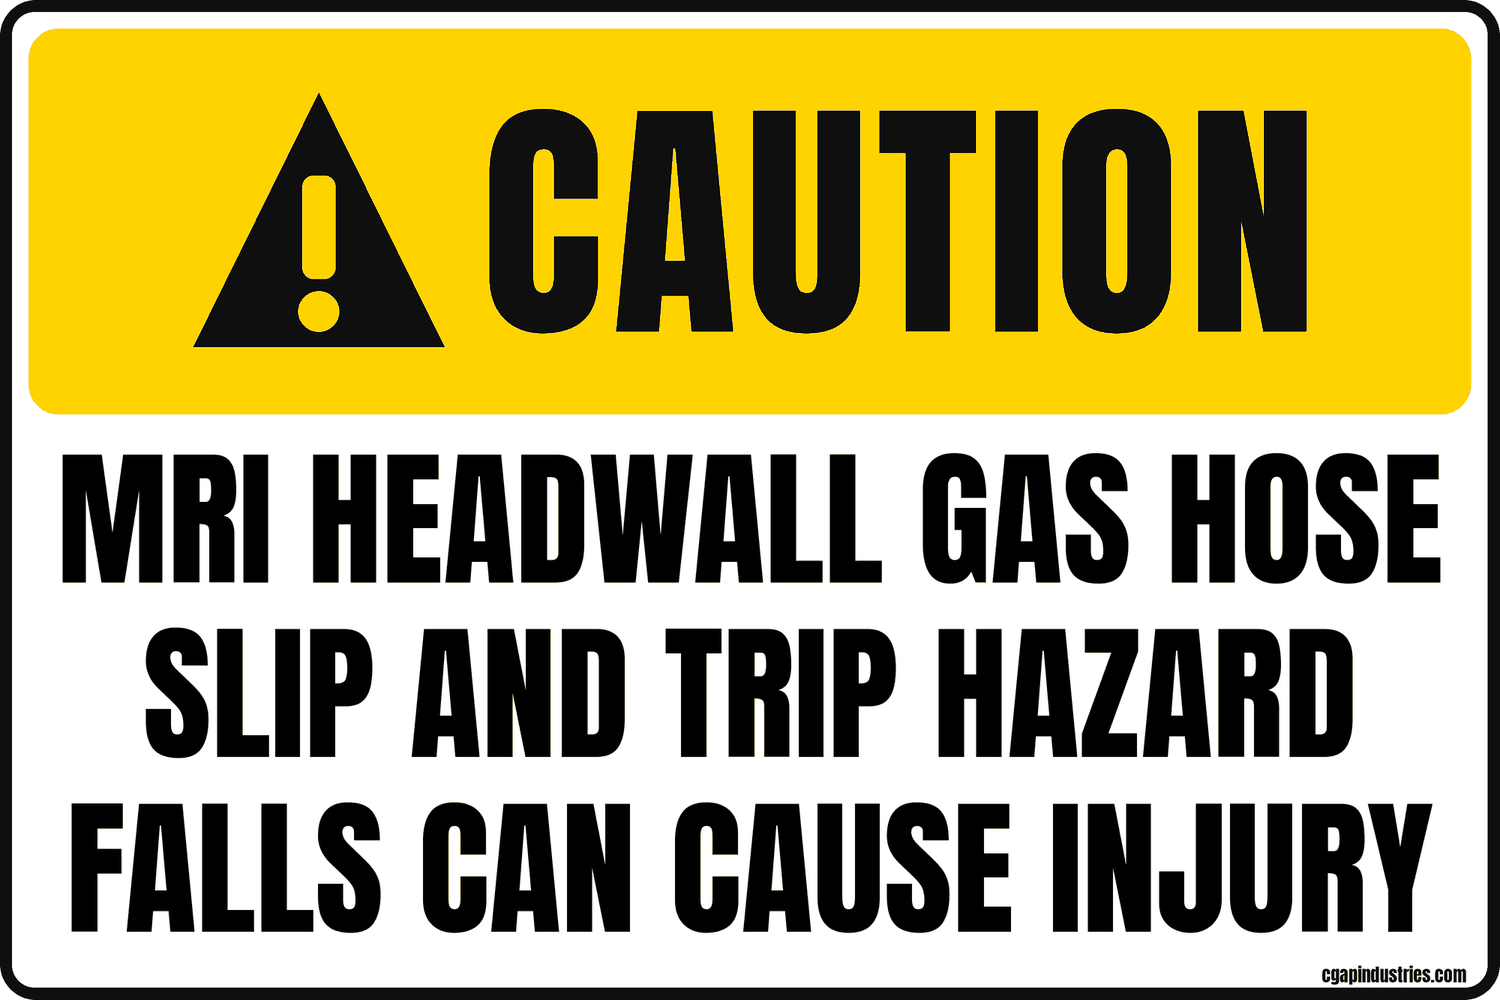 CAUTION
MRI HEADWALL GAS HOSE
SLIP AND TRIP HAZARD
FALLS CAN CAUSE INJURY
cgapindustries.com